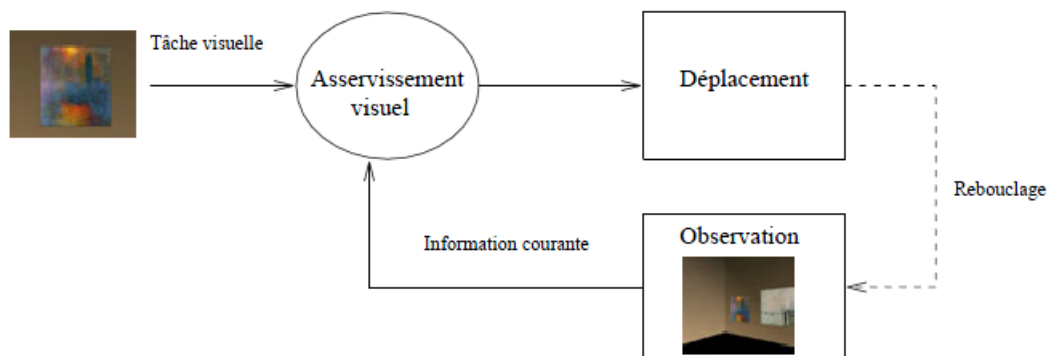 Tâche visuelle
Asservissement
visuel
Déplacement
Rebouclage
Observation
Information courante